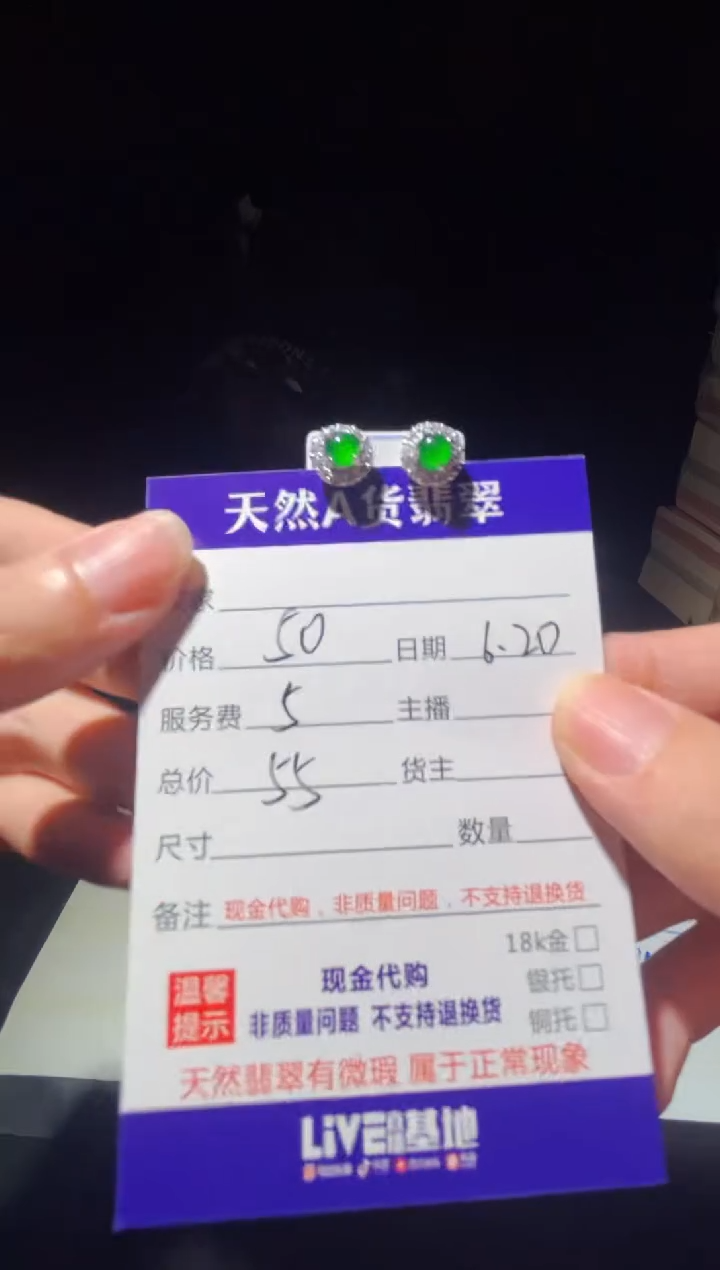 天然A货翡翠
价格 50 日期 6.20
服务费 5 主播
总价 55 货主
尺寸 数量
备注 现金代购，非质量问题，不支持退换货
18k金□
温馨提示 现金代购 银托□
非质量问题 不支持退换货 铜托□
天然翡翠有微瑕 属于正常现象
LiVE 基地